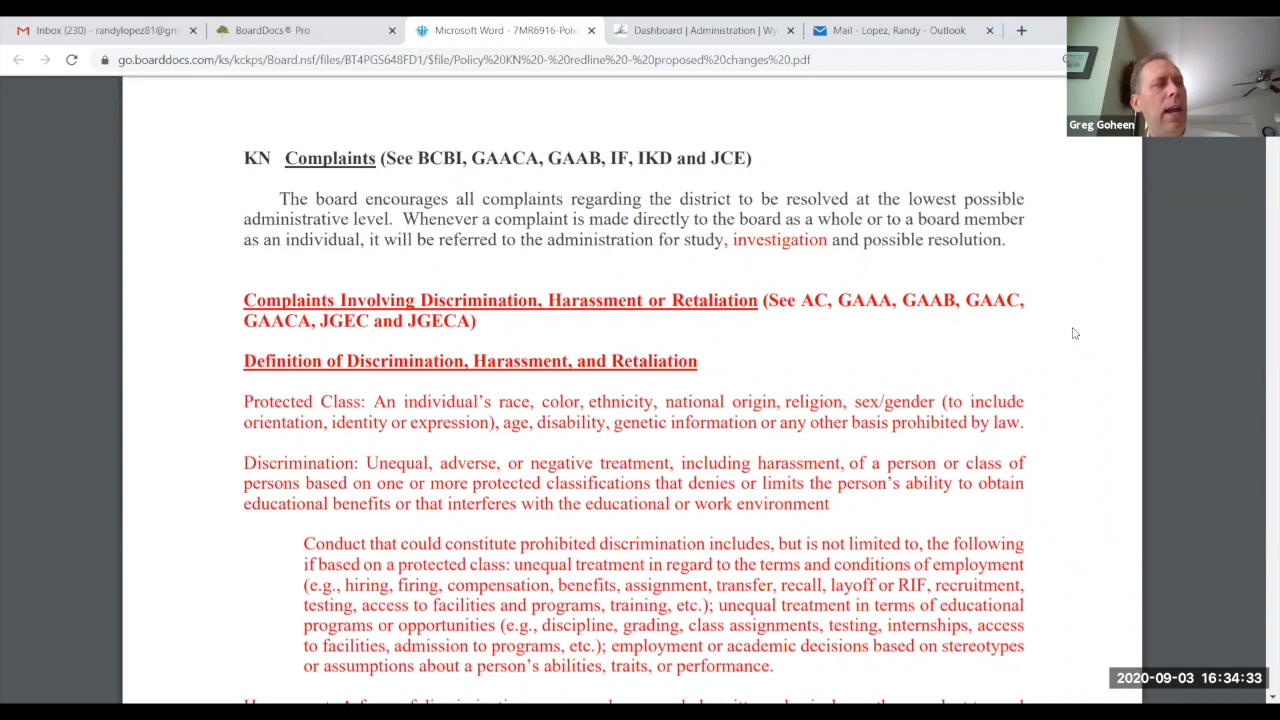 Inbox (230) - randylopez81@gm
BoardDocs® Pro
Microsoft Word - 7MR6916-Polic
Dashboard | Administration | Wy
Mail - Lopez, Randy - Outlook
go.boarddocs.com/ks/kckps/Board.nsf/files/BT4PGS648FD1/$file/Policy%20KN%20-%20redline%20-%20proposed%20changes%20.pdf
Greg Goheen
KN Complaints (See BCBI, GAACA, GAAB, IF, IKD and JCE)
The board encourages all complaints regarding the district to be resolved at the lowest possible
administrative level. Whenever a complaint is made directly to the board as a whole or to a board member
as an individual, it will be referred to the administration for study, investigation and possible resolution.
Complaints Involving Discrimination, Harassment or Retaliation (See AC, GAAA, GAAB, GAAC,
GAACA, JGEC and JGECA)
Definition of Discrimination, Harassment, and Retaliation
Protected Class: An individual's race, color, ethnicity, national origin, religion, sex/gender (to include
orientation, identity or expression), age, disability, genetic information or any other basis prohibited by law.
Discrimination: Unequal, adverse, or negative treatment, including harassment, of a person or class of
persons based on one or more protected classifications that denies or limits the person's ability to obtain
educational benefits or that interferes with the educational or work environment
Conduct that could constitute prohibited discrimination includes, but is not limited to, the following
if based on a protected class: unequal treatment in regard to the terms and conditions of employment
(e.g., hiring, firing, compensation, benefits, assignment, transfer, recall, layoff or RIF, recruitment,
testing, access to facilities and programs, training, etc.); unequal treatment in terms of educational
programs or opportunities (e.g., discipline, grading, class assignments, testing, internships, access
to facilities, admission to programs, etc.); employment or academic decisions based on stereotypes
or assumptions about a person's abilities, traits, or performance.
2020-09-03 16:34:33